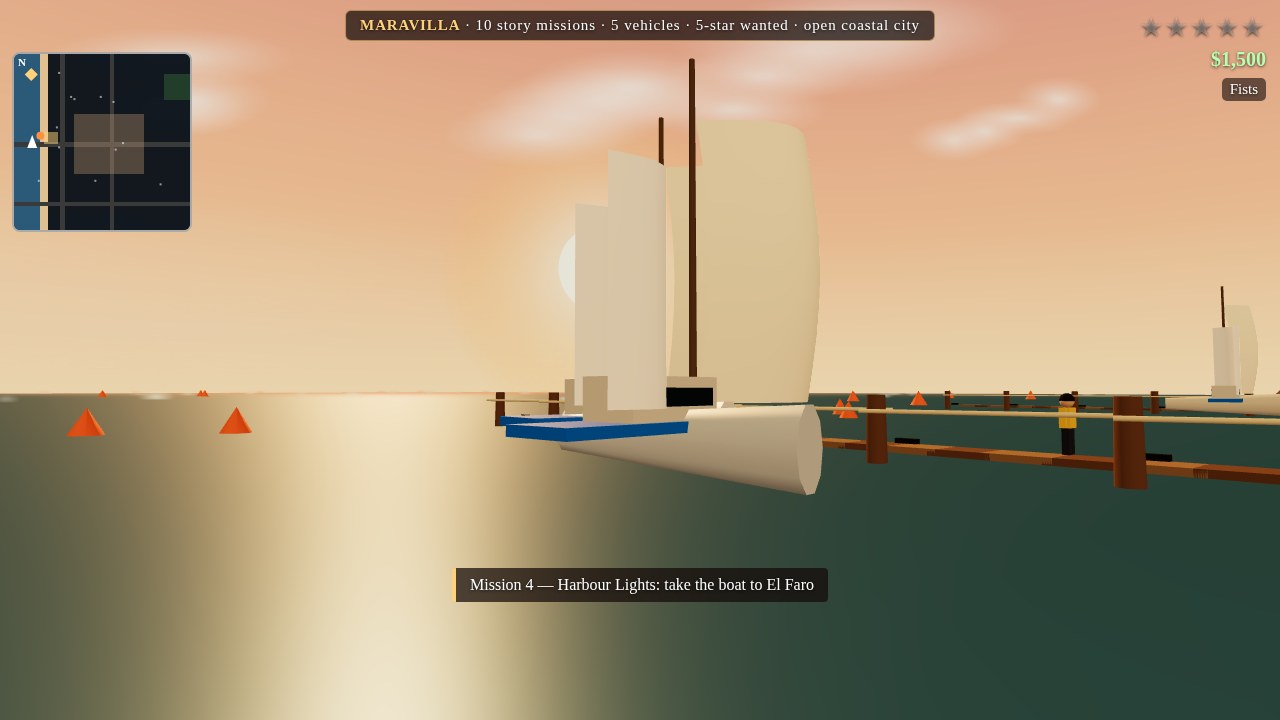 MARAVILLA · 10 story missions · 5 vehicles · 5-star wanted · open coastal city
N
$1,500
Fists
Mission 4 — Harbour Lights: take the boat to El Faro